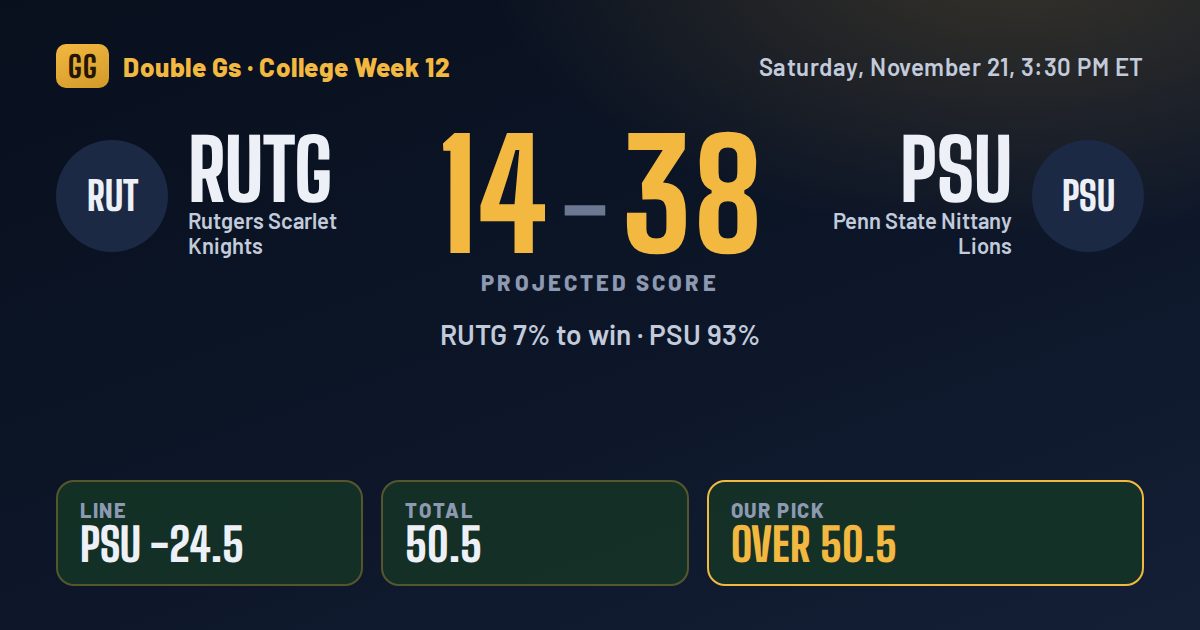 GG
Double Gs · College Week 12
Saturday, November 21, 3:30 PM ET
RUT
RUTG
Rutgers Scarlet
Knights
14 – 38
PROJECTED SCORE
RUTG 7% to win · PSU 93%
PSU
Penn State Nittany
Lions
PSU
LINE
PSU −24.5
TOTAL
50.5
OUR PICK
OVER 50.5